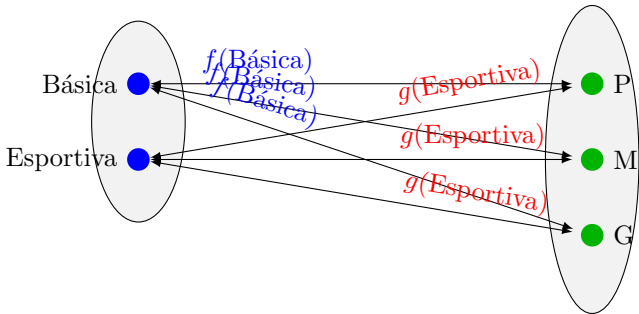 Básica
Esportiva
f(Básica)
f(Básica)
f(Básica)
g(Esportiva)
g(Esportiva)
g(Esportiva)
P
M
G